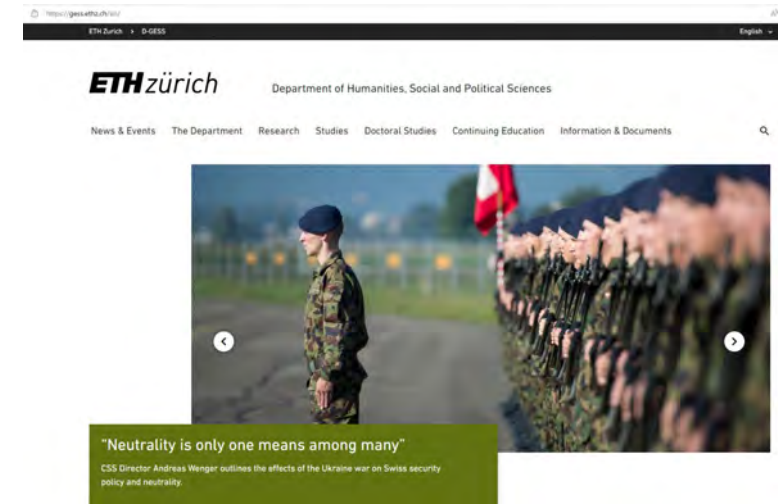 https://gess.ethz.ch/en/
ETH Zurich > D-GESS
English
ETH zürich
Department of Humanities, Social and Political Sciences
News & Events The Department Research Studies Doctoral Studies Continuing Education Information & Documents
"Neutrality is only one means among many"
CSS Director Andreas Wenger outlines the effects of the Ukraine war on Swiss security
policy and neutrality.